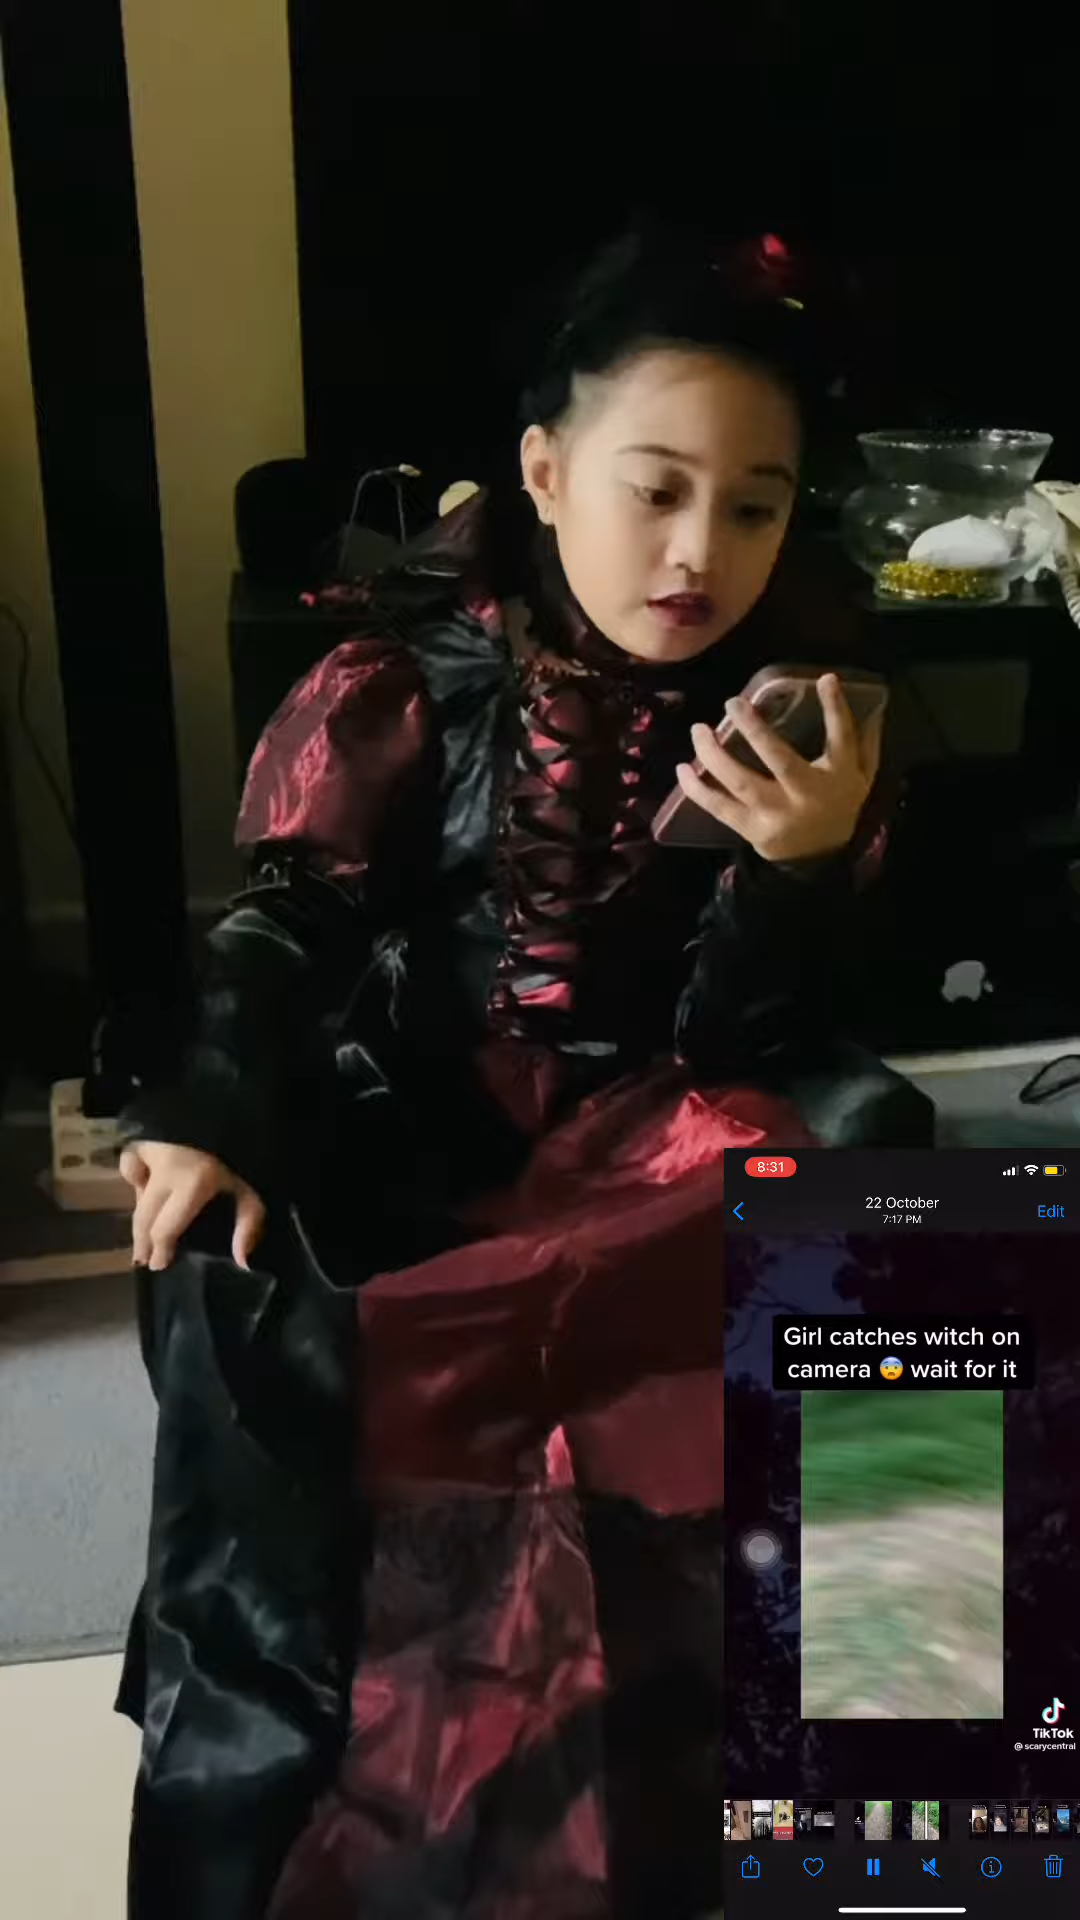 8:31
22 October
7:17 PM
Edit
Girl catches witch on
camera 😨 wait for it
TikTok
@scarycentral